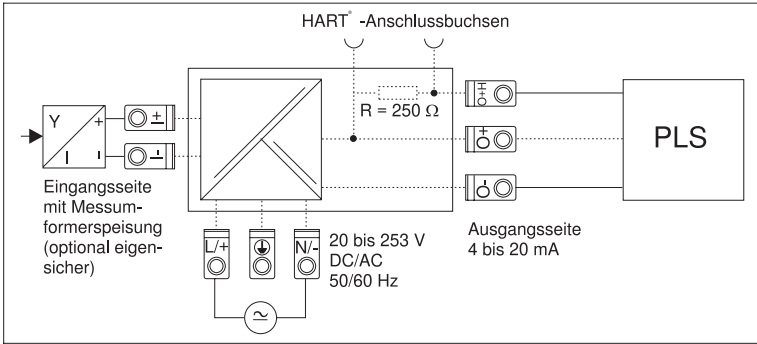 HART® -Anschlussbuchsen
R = 250 Ω
O+H
O+
O-
PLS
Y
+
I
-
I+
I-
Eingangsseite
mit Messum-
formerspeisung
(optional eigen-
sicher)
L/+
N/-
20 bis 253 V
DC/AC
50/60 Hz
Ausgangsseite
4 bis 20 mA